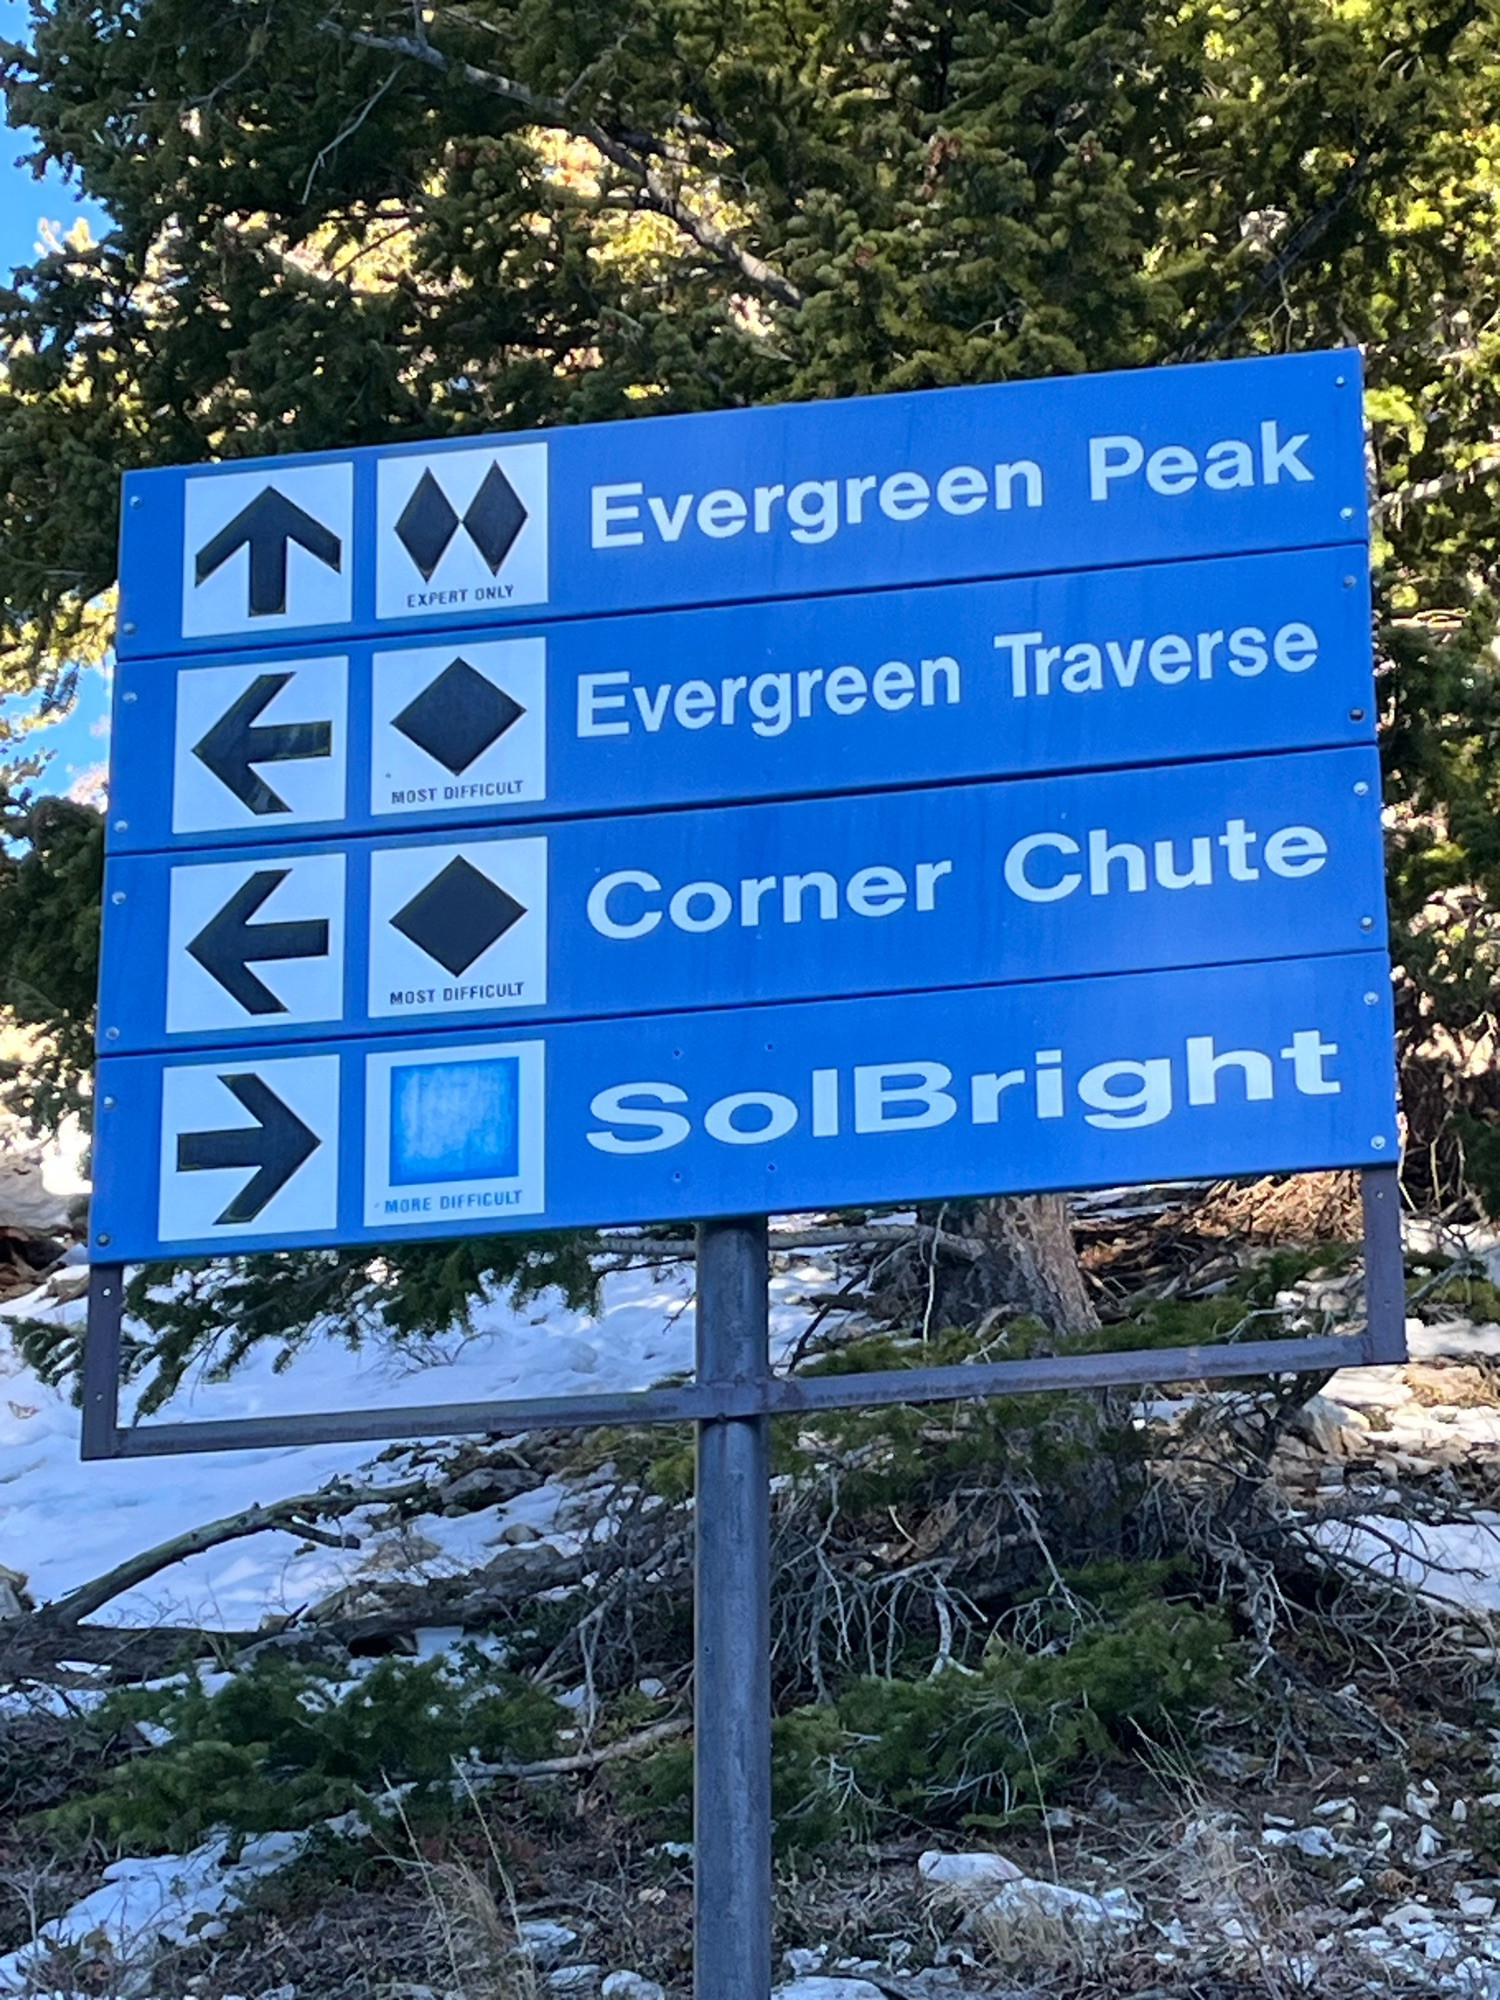 EXPERT ONLY Evergreen Peak
MOST DIFFICULT Evergreen Traverse
MOST DIFFICULT Corner Chute
MORE DIFFICULT SolBright